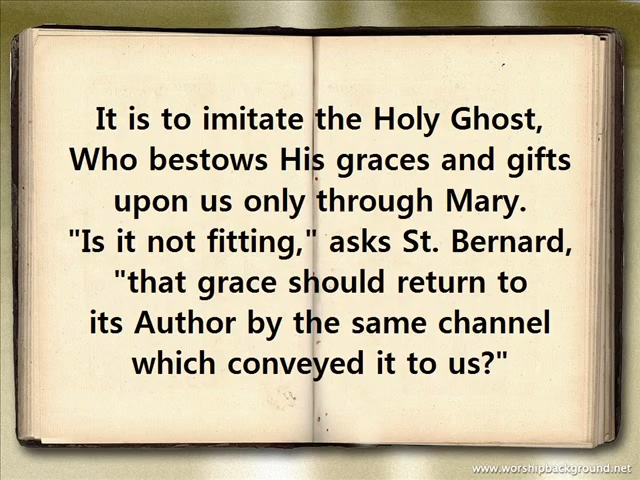 It is to imitate the Holy Ghost,
Who bestows His graces and gifts
upon us only through Mary.
"Is it not fitting," asks St. Bernard,
"that grace should return to
its Author by the same channel
which conveyed it to us?"
www.worshipbackground.net